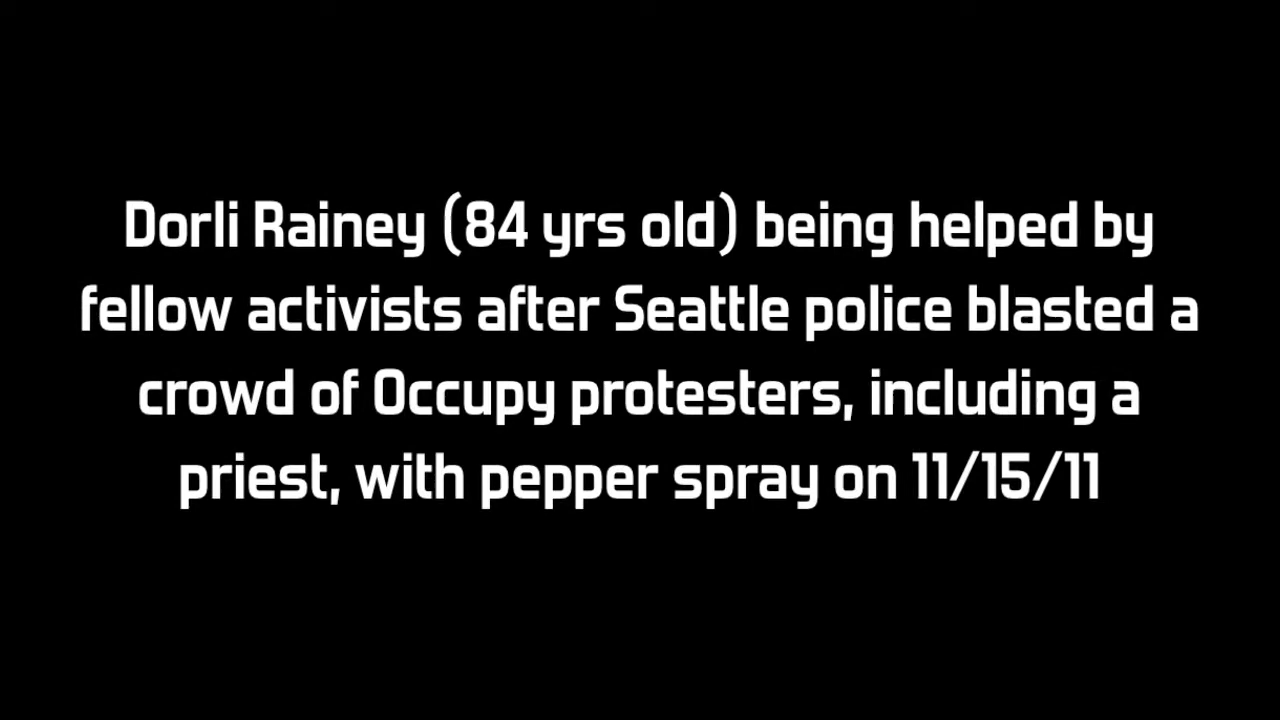 Dorli Rainey (84 yrs old) being helped by
fellow activists after Seattle police blasted a
crowd of Occupy protesters, including a
priest, with pepper spray on 11/15/11